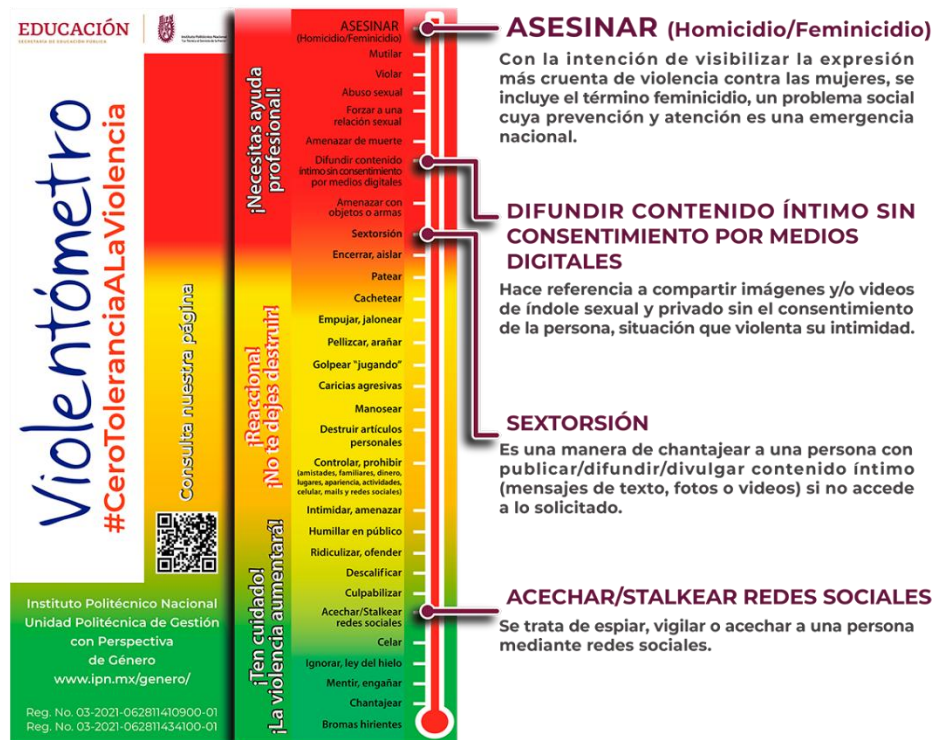 EDUCACIÓN
SECRETARÍA DE EDUCACIÓN PÚBLICA
Instituto Politécnico Nacional
"La Técnica al Servicio de la Patria"
Violentómetro
#CeroToleranciaALaViolencia
Consulta nuestra página
Instituto Politécnico Nacional
Unidad Politécnica de Gestión
con Perspectiva
de Género
www.ipn.mx/genero/
Reg. No. 03-2021-062811410900-01
Reg. No. 03-2021-062811434100-01
¡Necesitas ayuda
profesional!
¡Reacciona!
¡No te dejes destruir!
¡Ten cuidado!
¡La violencia aumentará!
ASESINAR
(Homicidio/Feminicidio)
Mutilar
Violar
Abuso sexual
Forzar a una
relación sexual
Amenazar de muerte
Difundir contenido
íntimo sin consentimiento
por medios digitales
Amenazar con
objetos o armas
Sextorsión
Encerrar, aislar
Patear
Cachetear
Empujar, jalonear
Pellizcar, arañar
Golpear "jugando"
Caricias agresivas
Manosear
Destruir artículos
personales
Controlar, prohibir
(amistades, familiares, dinero,
lugares, apariencia, actividades,
celular, mails y redes sociales)
Intimidar, amenazar
Humillar en público
Ridiculizar, ofender
Descalificar
Culpabilizar
Acechar/Stalkear
redes sociales
Celar
Ignorar, ley del hielo
Mentir, engañar
Chantajear
Bromas hirientes
ASESINAR (Homicidio/Feminicidio)
Con la intención de visibilizar la expresión
más cruenta de violencia contra las mujeres, se
incluye el término feminicidio, un problema social
cuya prevención y atención es una emergencia
nacional.
DIFUNDIR CONTENIDO ÍNTIMO SIN
CONSENTIMIENTO POR MEDIOS
DIGITALES
Hace referencia a compartir imágenes y/o videos
de índole sexual y privado sin el consentimiento
de la persona, situación que violenta su intimidad.
SEXTORSIÓN
Es una manera de chantajear a una persona con
publicar/difundir/divulgar contenido íntimo
(mensajes de texto, fotos o videos) si no accede
a lo solicitado.
ACECHAR/STALKEAR REDES SOCIALES
Se trata de espiar, vigilar o acechar a una persona
mediante redes sociales.